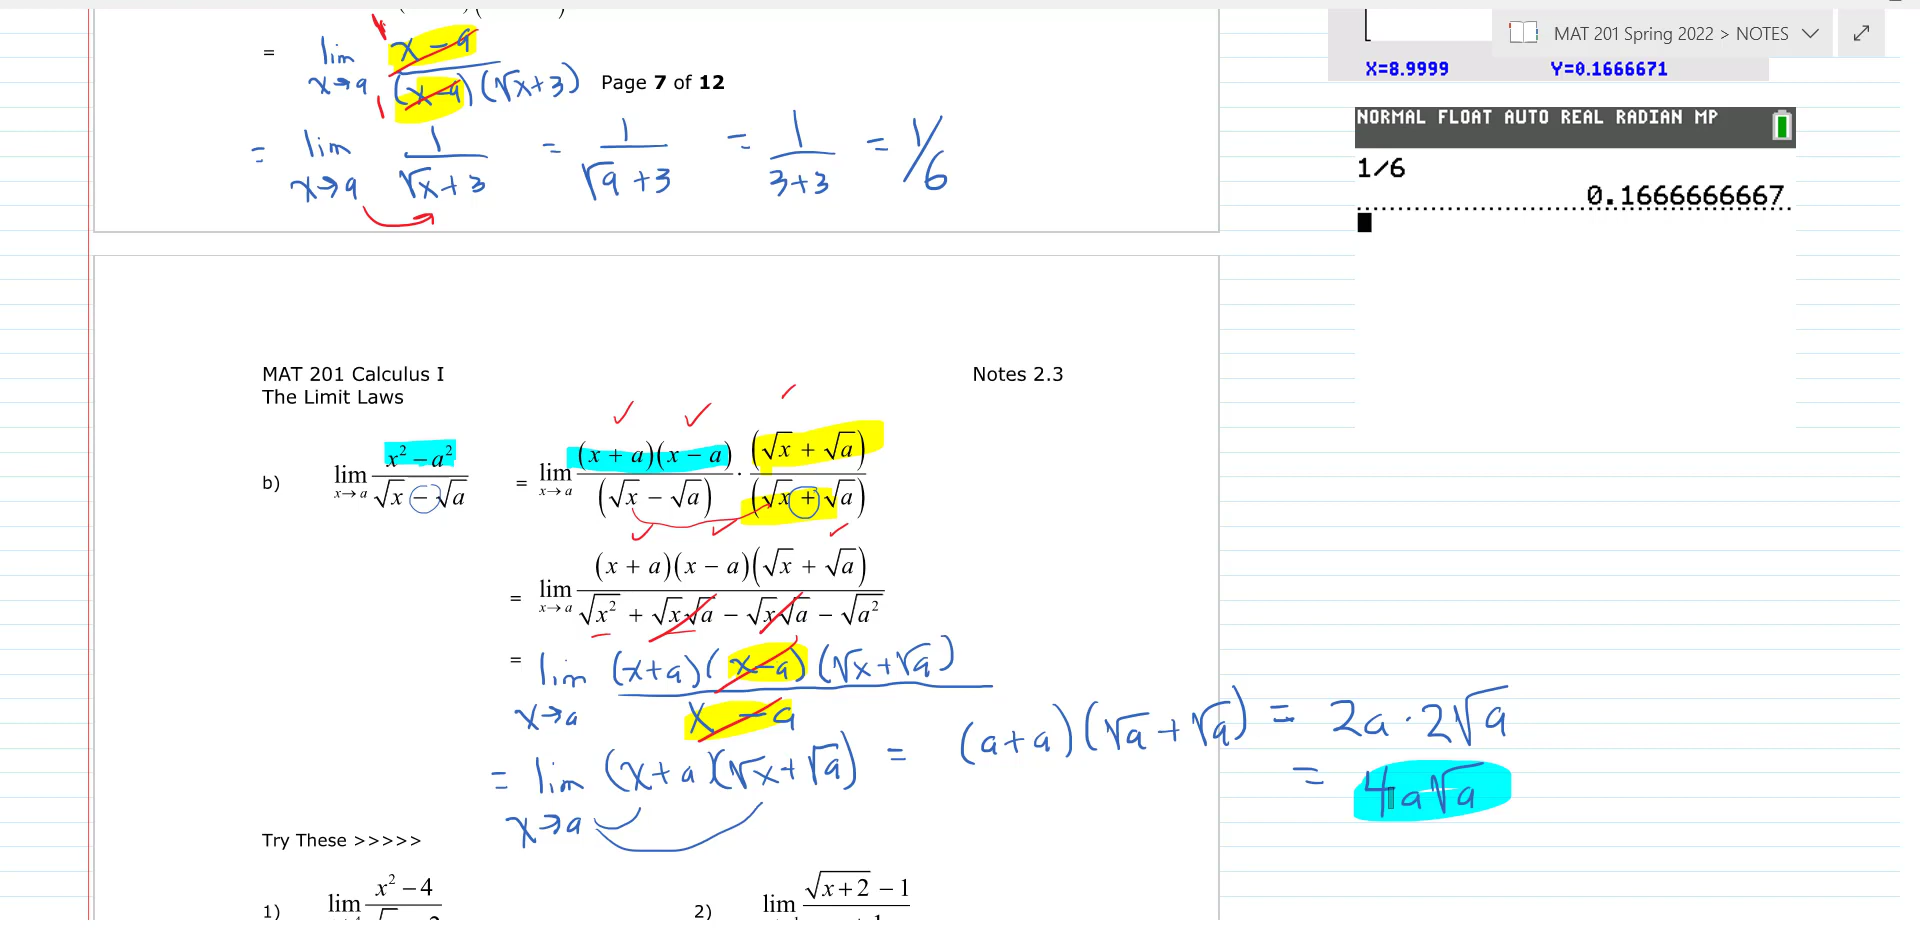 MAT 201 Spring 2022 > NOTES
X=8.9999 Y=0.1666671
NORMAL FLOAT AUTO REAL RADIAN MP
1/6
0.1666666667
= lim x→9 (x-9)/((x-9)(√x+3))
Page 7 of 12
= lim x→9 1/(√x+3) = 1/(√9+3) = 1/(3+3) = 1/6
MAT 201 Calculus I Notes 2.3
The Limit Laws
b) lim x→a (x² − a²)/(√x − √a) = lim x→a (x + a)(x − a)/(√x − √a) · (√x + √a)/(√x + √a)
= lim x→a (x + a)(x − a)(√x + √a)/(√x² + √x√a − √x√a − √a²)
= lim x→a (x+a)(x-a)(√x+√a)/(x-a)
= lim x→a (x+a)(√x+√a) = (a+a)(√a+√a) = 2a·2√a
= 4a√a
Try These >>>>>
1) lim x² − 4
2) lim √x+2 − 1